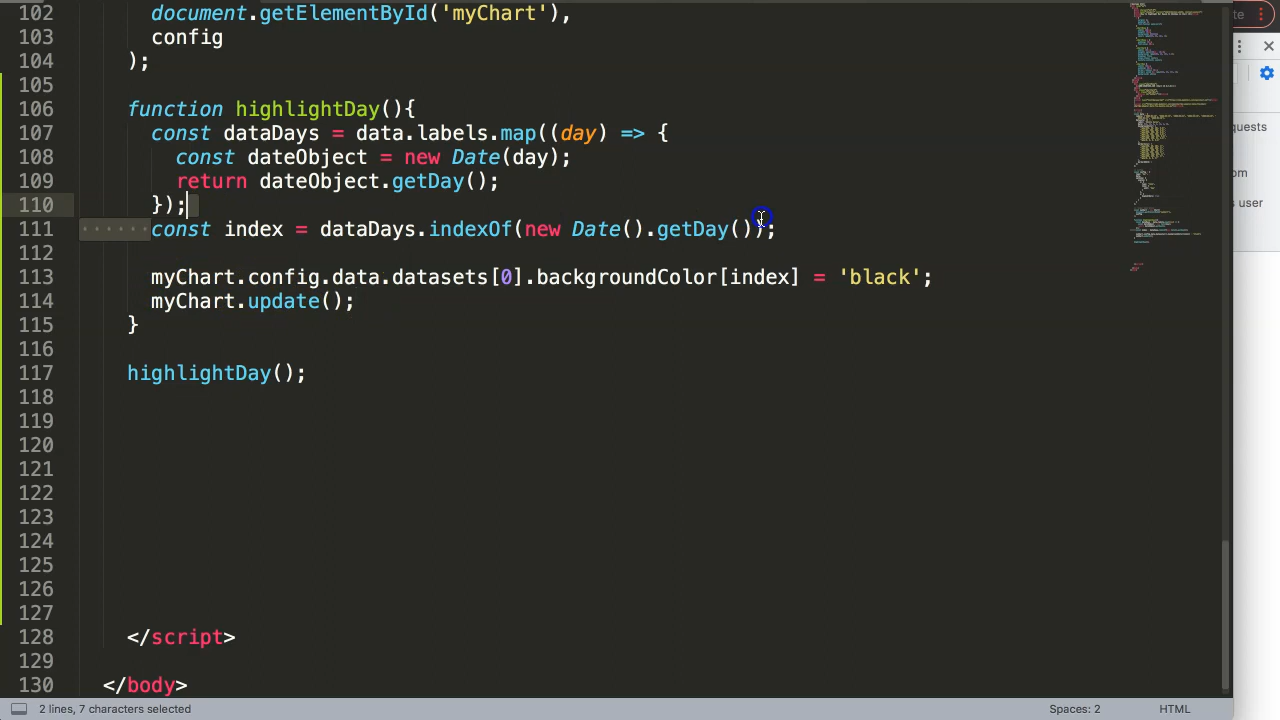 102 document.getElementById('myChart'),
103 config
104 );
105
106 function highlightDay(){
107 const dataDays = data.labels.map((day) => {
108 const dateObject = new Date(day);
109 return dateObject.getDay();
110 });
111 const index = dataDays.indexOf(new Date().getDay());
112
113 myChart.config.data.datasets[0].backgroundColor[index] = 'black';
114 myChart.update();
115 }
116
117 highlightDay();
118
119
120
121
122
123
124
125
126
127
128 </script>
129
130 </body>
2 lines, 7 characters selected
Spaces: 2
HTML
quests
om
user